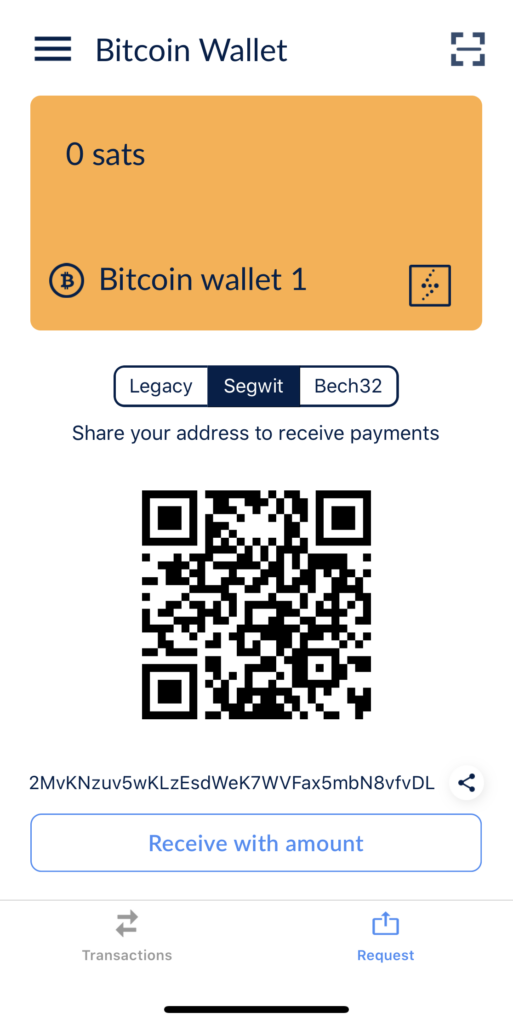 Bitcoin Wallet
0 sats
Bitcoin wallet 1
Legacy Segwit Bech32
Share your address to receive payments
2MvKNzuv5wKLzEsdWeK7WVFax5mbN8vfvDL
Receive with amount
Transactions Request